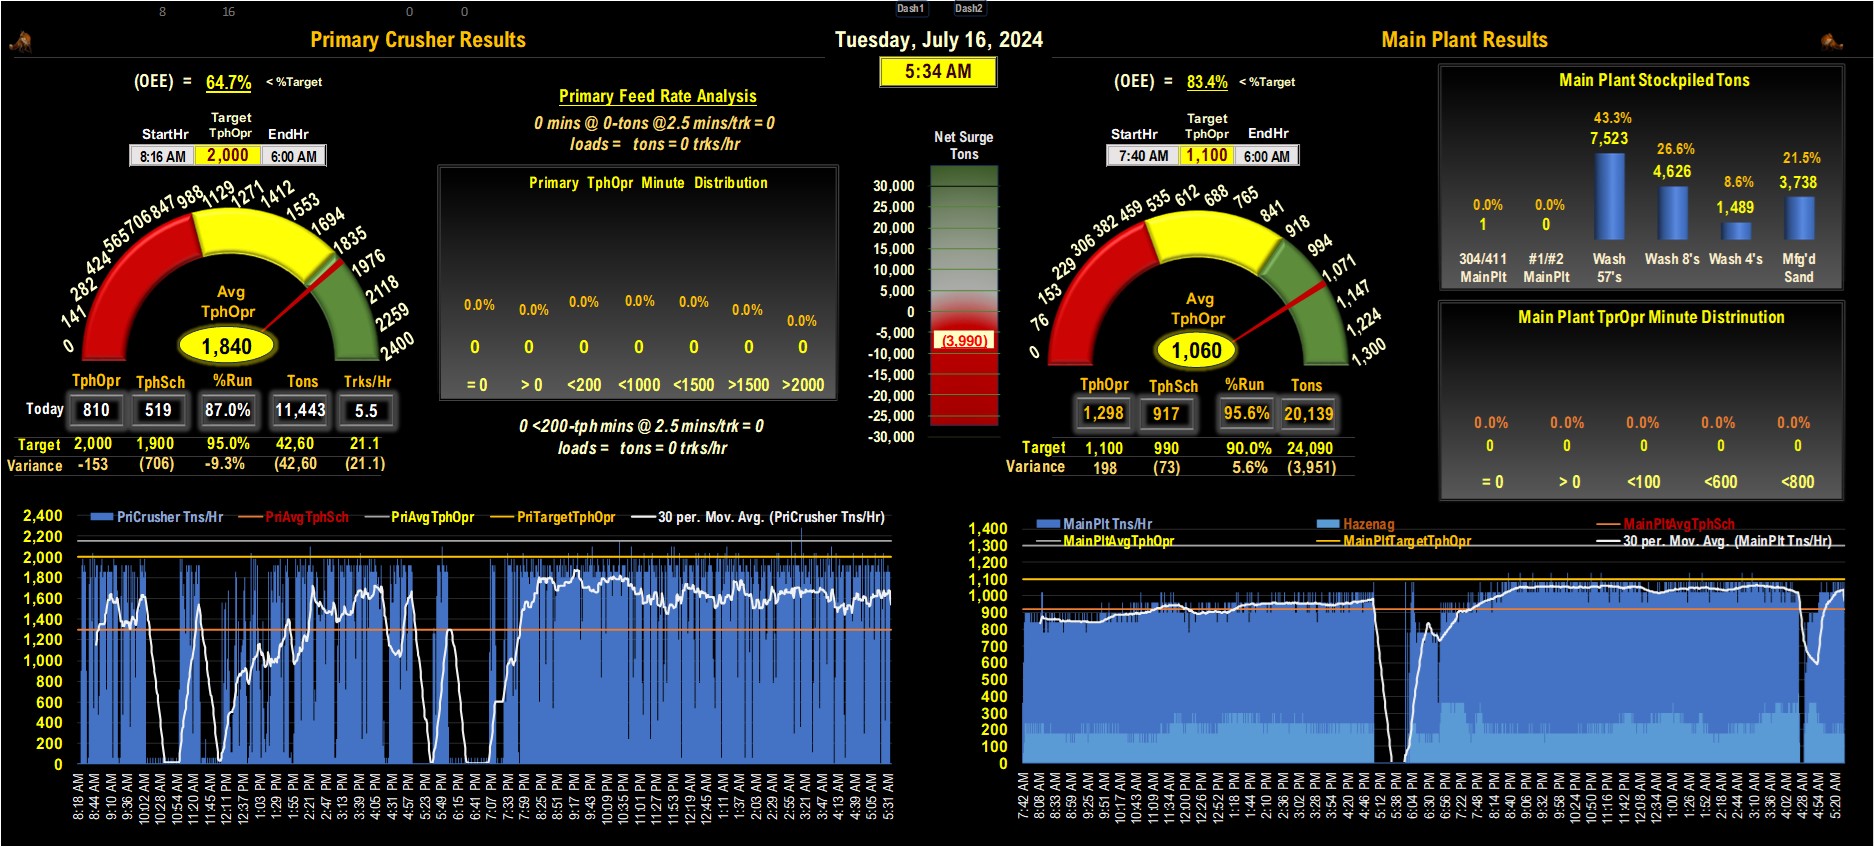 8 16 0 0 Dash1 Dash2
Primary Crusher Results
Tuesday, July 16, 2024
Main Plant Results
5:34 AM
(OEE) = 64.7% < %Target
Target
StartHr TphOpr EndHr
8:16 AM 2,000 6:00 AM
0 141 282 424 565 706 847 988 1129 1271 1412 1553 1694 1835 1976 2118 2259 2400
Avg
TphOpr
1,840
TphOpr TphSch %Run Tons Trks/Hr
Today 810 519 87.0% 11,443 5.5
Target 2,000 1,900 95.0% 42,60 21.1
Variance -153 (706) -9.3% (42,60 (21.1)
Primary Feed Rate Analysis
0 mins @ 0-tons @2.5 mins/trk = 0
loads = tons = 0 trks/hr
Primary TphOpr Minute Distribution
0.0% 0.0% 0.0% 0.0% 0.0% 0.0% 0.0%
0 0 0 0 0 0 0
= 0 > 0 <200 <1000 <1500 >1500 >2000
0 <200-tph mins @ 2.5 mins/trk = 0
loads = tons = 0 trks/hr
Net Surge
Tons
30,000
25,000
20,000
15,000
10,000
5,000
0
-5,000
(3,990)
-10,000
-15,000
-20,000
-25,000
-30,000
(OEE) = 83.4% < %Target
Target
StartHr TphOpr EndHr
7:40 AM 1,100 6:00 AM
0 76 153 229 306 382 459 535 612 688 765 841 918 994 1,071 1,147 1,224 1,300
Avg
TphOpr
1,060
TphOpr TphSch %Run Tons
1,298 917 95.6% 20,139
Target 1,100 990 90.0% 24,090
Variance 198 (73) 5.6% (3,951)
Main Plant Stockpiled Tons
0.0% 0.0% 43.3% 26.6% 8.6% 21.5%
1 0 7,523 4,626 1,489 3,738
304/411 #1/#2 Wash Wash 8's Wash 4's Mfg'd
MainPlt MainPlt 57's Sand
Main Plant TprOpr Minute Distrinution
0.0% 0.0% 0.0% 0.0% 0.0%
0 0 0 0 0
= 0 > 0 <100 <600 <800
PriCrusher Tns/Hr PriAvgTphSch PriAvgTphOpr PriTargetTphOpr 30 per. Mov. Avg. (PriCrusher Tns/Hr)
2,400
2,200
2,000
1,800
1,600
1,400
1,200
1,000
800
600
400
200
0
8:18 AM 8:44 AM 9:10 AM 9:36 AM 10:02 AM 10:28 AM 10:54 AM 11:20 AM 11:45 AM 12:11 PM 12:37 PM 1:03 PM 1:29 PM 1:55 PM 2:21 PM 2:47 PM 3:13 PM 3:39 PM 4:05 PM 4:31 PM 4:57 PM 5:23 PM 5:49 PM 6:15 PM 6:41 PM 7:07 PM 7:33 PM 7:59 PM 8:25 PM 8:51 PM 9:17 PM 9:43 PM 10:09 PM 10:35 PM 11:01 PM 11:27 PM 11:53 PM 12:19 AM 12:45 AM 1:11 AM 1:37 AM 2:03 AM 2:29 AM 2:55 AM 3:21 AM 3:47 AM 4:13 AM 4:39 AM 5:05 AM 5:31 AM
MainPlt Tns/Hr Hazenag MainPltAvgTphSch
MainPltAvgTphOpr MainPltTargetTphOpr 30 per. Mov. Avg. (MainPlt Tns/Hr)
1,400
1,300
1,200
1,100
1,000
900
800
700
600
500
400
300
200
100
0
7:42 AM 8:08 AM 8:33 AM 8:59 AM 9:25 AM 9:51 AM 10:17 AM 10:43 AM 11:09 AM 11:34 AM 12:00 PM 12:26 PM 12:52 PM 1:18 PM 1:44 PM 2:10 PM 2:36 PM 3:02 PM 3:28 PM 3:54 PM 4:20 PM 4:46 PM 5:12 PM 5:38 PM 6:04 PM 6:30 PM 6:56 PM 7:22 PM 7:48 PM 8:14 PM 8:40 PM 9:06 PM 9:32 PM 9:58 PM 10:24 PM 10:50 PM 11:16 PM 11:42 PM 12:08 AM 12:34 AM 1:00 AM 1:26 AM 1:52 AM 2:18 AM 2:44 AM 3:10 AM 3:36 AM 4:02 AM 4:28 AM 4:54 AM 5:20 AM